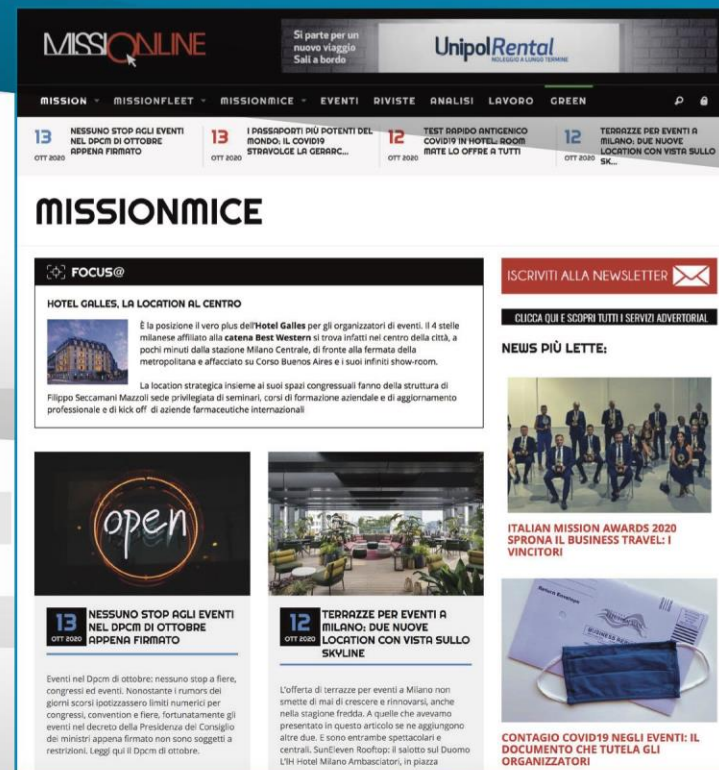 MISSIONLINE
Si parte per un
nuovo viaggio
Sali a bordo
UnipolRental
NOLEGGIO A LUNGO TERMINE
MISSION MISSIONFLEET MISSIONMICE EVENTI RIVISTE ANALISI LAVORO GREEN
13
OTT 2020
NESSUNO STOP AGLI EVENTI
NEL DPCM DI OTTOBRE
APPENA FIRMATO
13
OTT 2020
I PASSAPORTI PIÙ POTENTI DEL
MONDO: IL COVID19
STRAVOLGE LA GERARC...
12
OTT 2020
TEST RAPIDO ANTIGENICO
COVID19 IN HOTEL: ROOM
MATE LO OFFRE A TUTTI
12
OTT 2020
TERRAZZE PER EVENTI A
MILANO: DUE NUOVE
LOCATION CON VISTA SULLO
SK...
MISSIONMICE
FOCUS@
HOTEL GALLES, LA LOCATION AL CENTRO
È la posizione il vero plus dell'Hotel Galles per gli organizzatori di eventi. Il 4 stelle
milanese affiliato alla catena Best Western si trova infatti nel centro della città, a
pochi minuti dalla stazione Milano Centrale, di fronte alla fermata della
metropolitana e affacciato su Corso Buenos Aires e i suoi infiniti show-room.
La location strategica insieme ai suoi spazi congressuali fanno della struttura di
Filippo Seccamani Mazzoli sede privilegiata di seminari, corsi di formazione aziendale e di aggiornamento
professionale e di kick off di aziende farmaceutiche internazionali
open
13
OTT 2020
NESSUNO STOP AGLI EVENTI
NEL DPCM DI OTTOBRE
APPENA FIRMATO
Eventi nel Dpcm di ottobre: nessuno stop a fiere,
congressi ed eventi. Nonostante i rumors dei
giorni scorsi ipotizzassero limiti numerici per
congressi, convention e fiere, fortunatamente gli
eventi nel decreto della Presidenza del Consiglio
dei ministri appena firmato non sono soggetti a
restrizioni. Leggi qui il Dpcm di ottobre.
12
OTT 2020
TERRAZZE PER EVENTI A
MILANO: DUE NUOVE
LOCATION CON VISTA SULLO
SKYLINE
L'offerta di terrazze per eventi a Milano non
smette di mai di crescere e rinnovarsi, anche
nella stagione fredda. A quelle che avevamo
presentato in questo articolo se ne aggiungono
altre due. E sono entrambe spettacolari e
centrali. SunEleven Rooftop: il salotto sul Duomo
L'IH Hotel Milano Ambasciatori, in piazza
ISCRIVITI ALLA NEWSLETTER
CLICCA QUI E SCOPRI TUTTI I SERVIZI ADVERTORIAL
NEWS PIÙ LETTE:
ITALIAN MISSION AWARDS 2020
SPRONA IL BUSINESS TRAVEL: I
VINCITORI
Return Envelope
CONTAGIO COVID19 NEGLI EVENTI: IL
DOCUMENTO CHE TUTELA GLI
ORGANIZZATORI